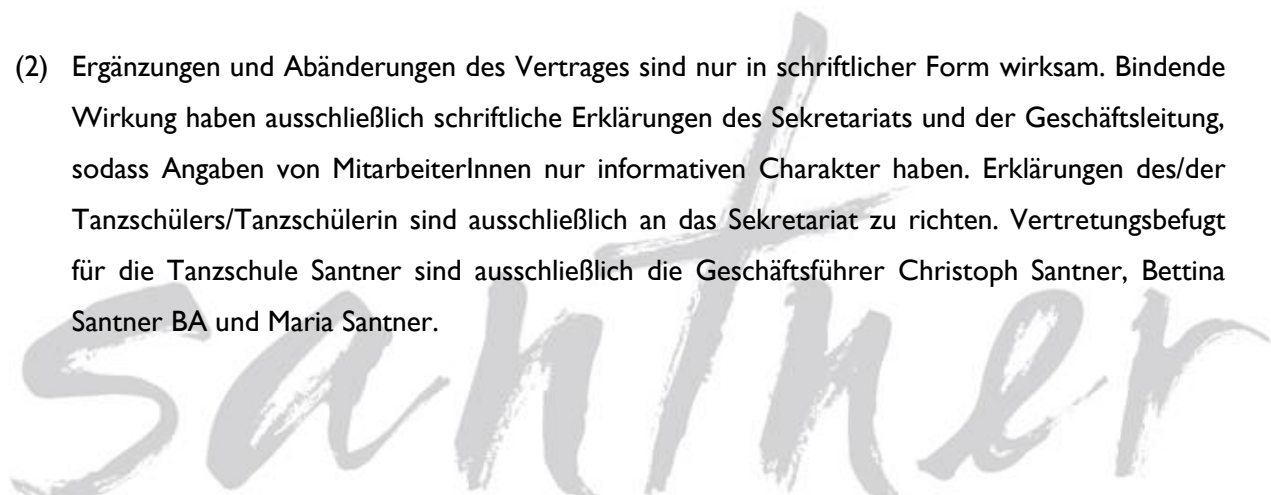 (2) Ergänzungen und Abänderungen des Vertrages sind nur in schriftlicher Form wirksam. Bindende
Wirkung haben ausschließlich schriftliche Erklärungen des Sekretariats und der Geschäftsleitung,
sodass Angaben von MitarbeiterInnen nur informativen Charakter haben. Erklärungen des/der
Tanzschülers/Tanzschülerin sind ausschließlich an das Sekretariat zu richten. Vertretungsbefugt
für die Tanzschule Santner sind ausschließlich die Geschäftsführer Christoph Santner, Bettina
Santner BA und Maria Santner.
santner